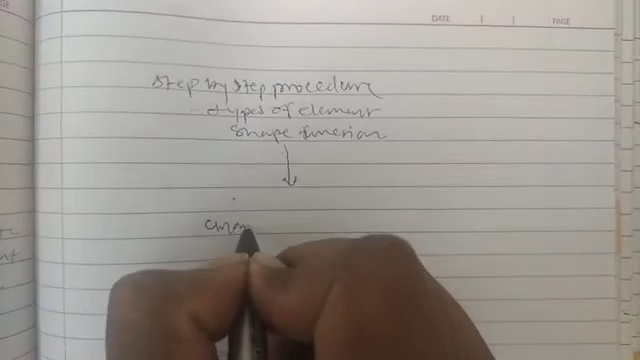 DATE | | PAGE
step by step procedure
types of element
shape function